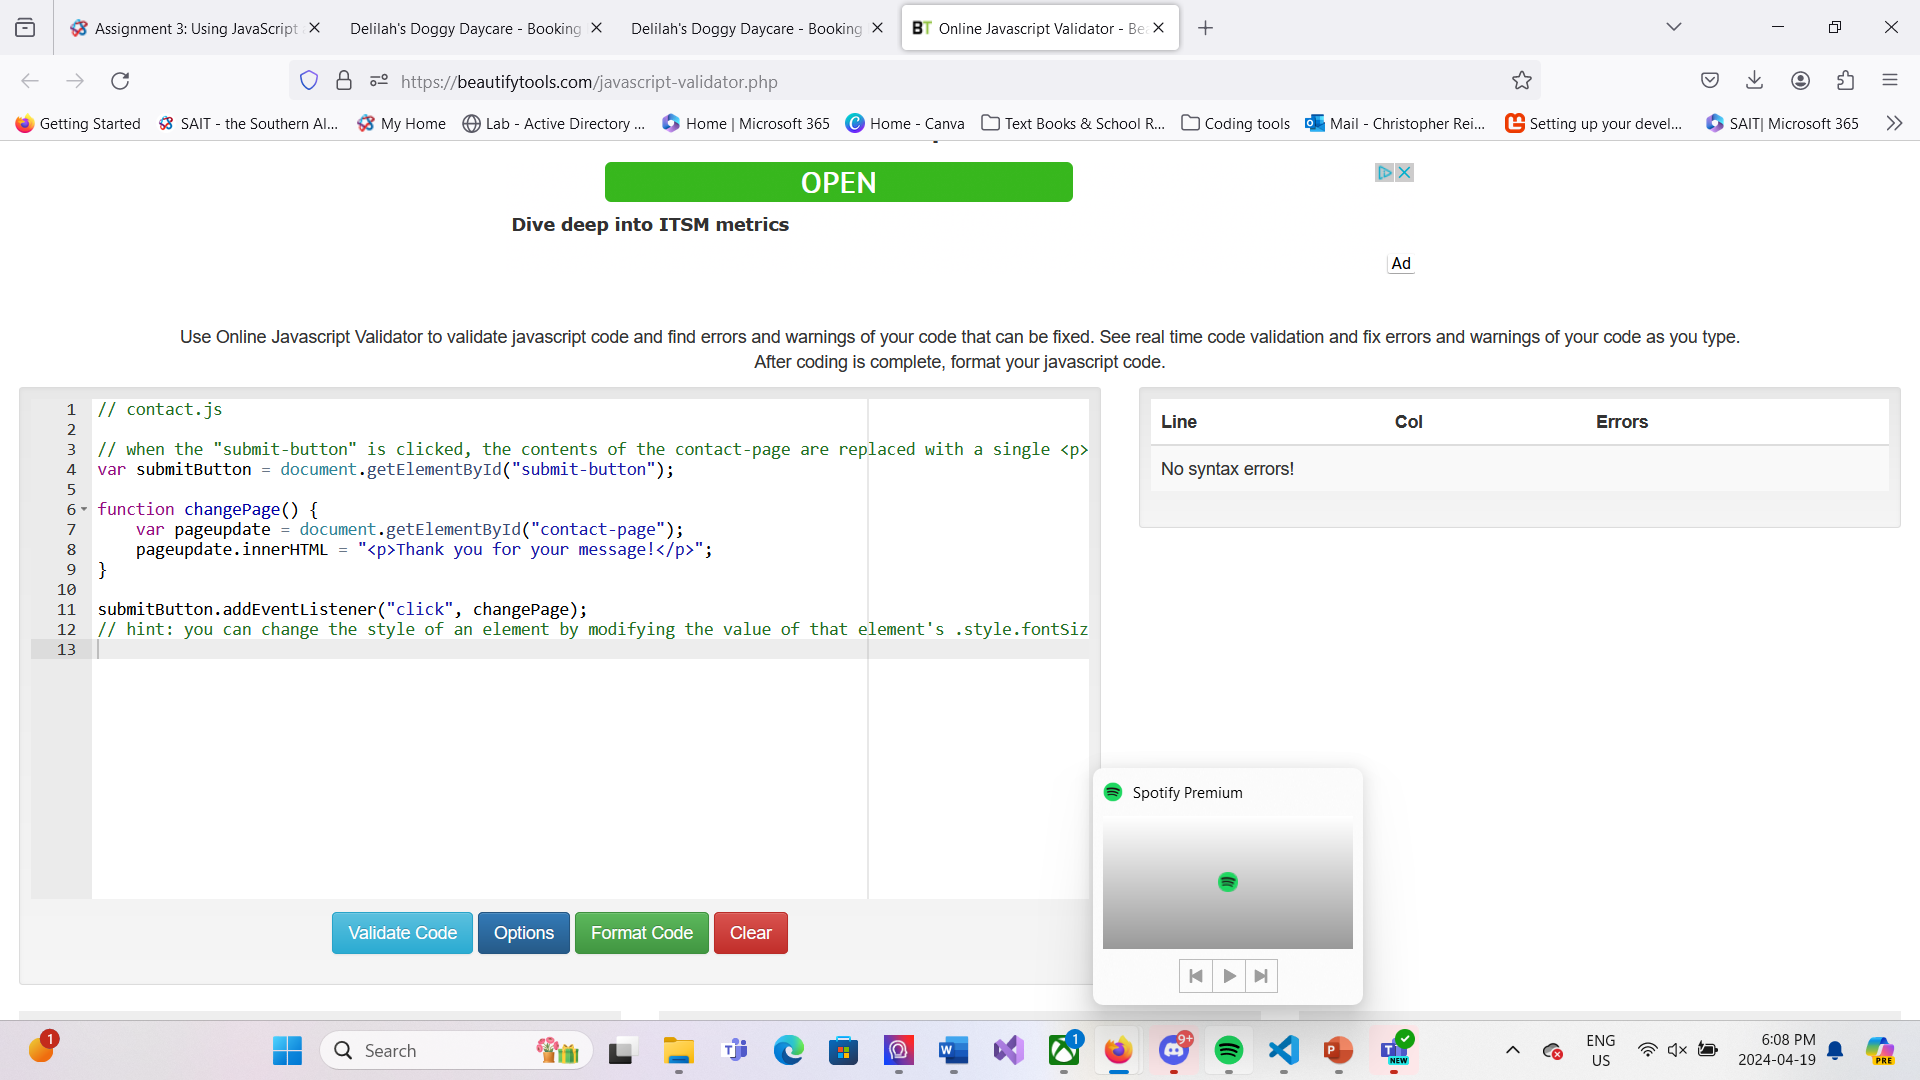 Assignment 3: Using JavaScript
Delilah's Doggy Daycare - Booking
Delilah's Doggy Daycare - Booking
BT Online Javascript Validator - Be
https://beautifytools.com/javascript-validator.php
Getting Started
SAIT - the Southern Al...
My Home
Lab - Active Directory ...
Home | Microsoft 365
Home - Canva
Text Books & School R...
Coding tools
Mail - Christopher Rei...
Setting up your devel...
SAIT| Microsoft 365
OPEN
Dive deep into ITSM metrics
Ad
Use Online Javascript Validator to validate javascript code and find errors and warnings of your code that can be fixed. See real time code validation and fix errors and warnings of your code as you type.
After coding is complete, format your javascript code.
1 // contact.js
2
3 // when the "submit-button" is clicked, the contents of the contact-page are replaced with a single <p>
4 var submitButton = document.getElementById("submit-button");
5
6 function changePage() {
7     var pageupdate = document.getElementById("contact-page");
8     pageupdate.innerHTML = "<p>Thank you for your message!</p>";
9 }
10
11 submitButton.addEventListener("click", changePage);
12 // hint: you can change the style of an element by modifying the value of that element's .style.fontSiz
13
Line Col Errors
No syntax errors!
Validate Code
Options
Format Code
Clear
Spotify Premium
1
Search
1
9+
NEW
ENG
US
6:08 PM
2024-04-19
PRE